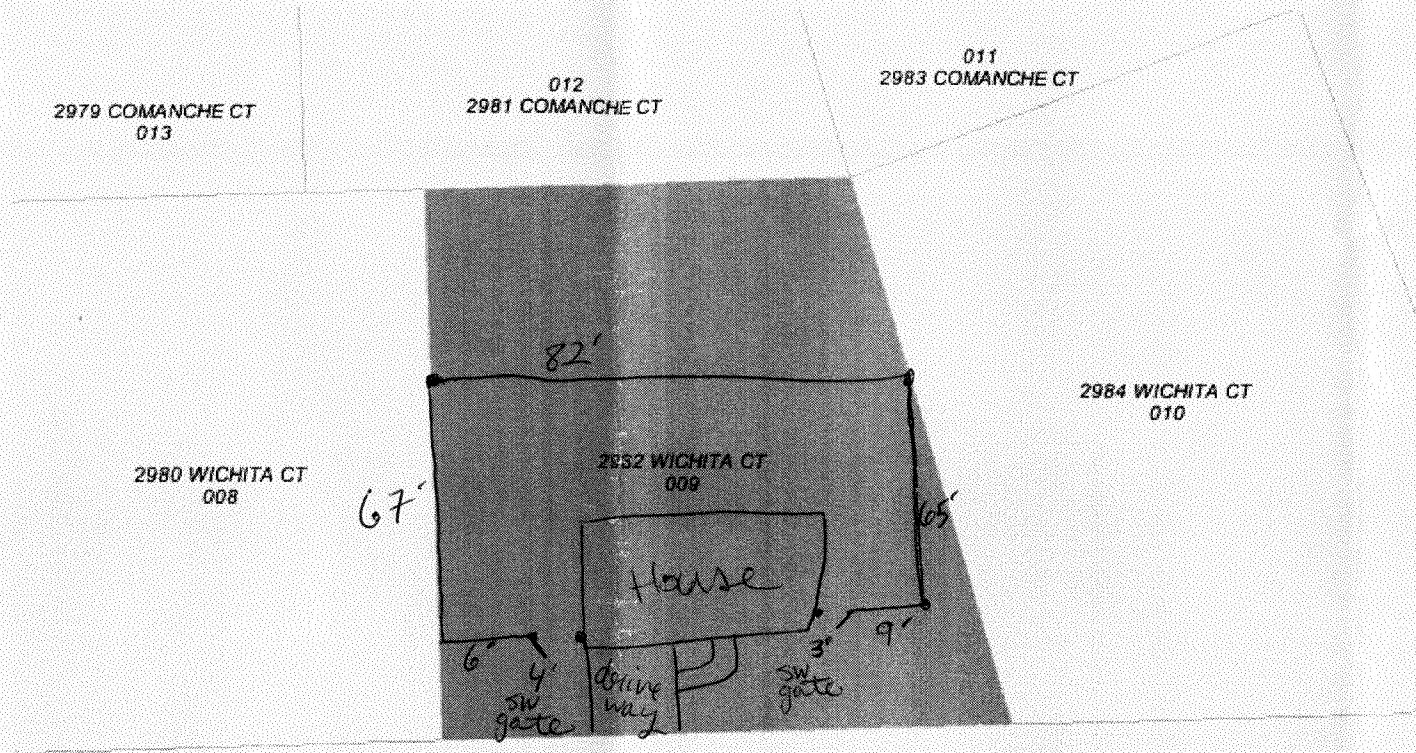 011
2983 COMANCHE CT
012
2981 COMANCHE CT
2979 COMANCHE CT
013
82'
2984 WICHITA CT
010
2932 WICHITA CT
009
2980 WICHITA CT
008
67'
65'
House
9'
3'
sw
gate
6'
4'
sw
gate
drive
way